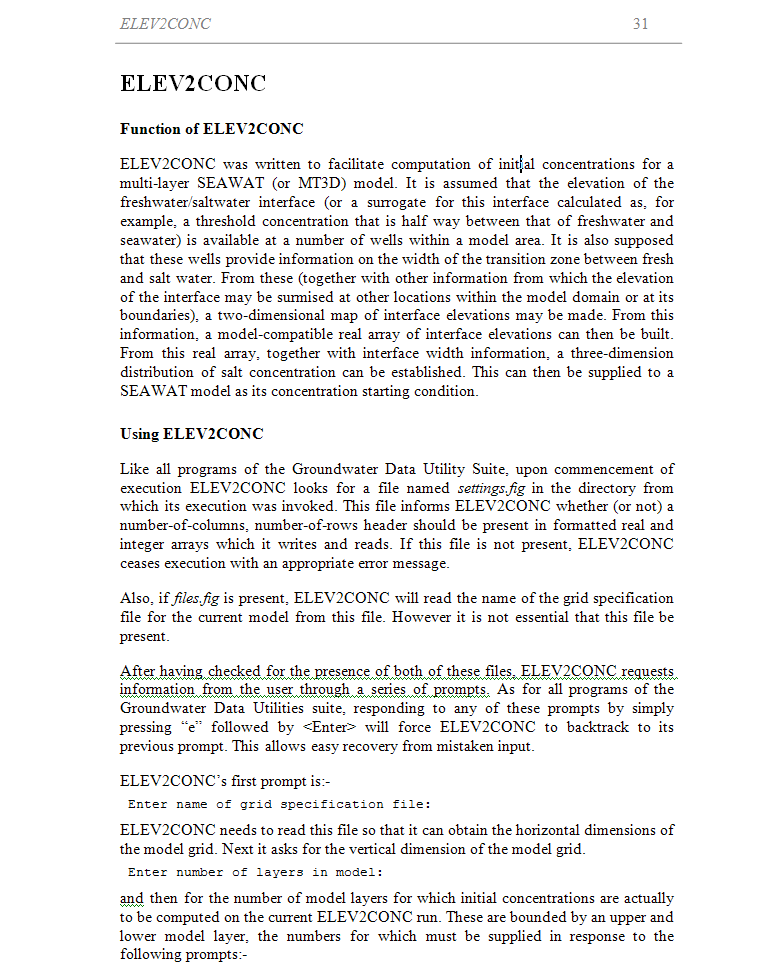 ELEV2CONC 31
ELEV2CONC
Function of ELEV2CONC
ELEV2CONC was written to facilitate computation of initial concentrations for a
multi-layer SEAWAT (or MT3D) model. It is assumed that the elevation of the
freshwater/saltwater interface (or a surrogate for this interface calculated as, for
example, a threshold concentration that is half way between that of freshwater and
seawater) is available at a number of wells within a model area. It is also supposed
that these wells provide information on the width of the transition zone between fresh
and salt water. From these (together with other information from which the elevation
of the interface may be surmised at other locations within the model domain or at its
boundaries), a two-dimensional map of interface elevations may be made. From this
information, a model-compatible real array of interface elevations can then be built.
From this real array, together with interface width information, a three-dimension
distribution of salt concentration can be established. This can then be supplied to a
SEAWAT model as its concentration starting condition.
Using ELEV2CONC
Like all programs of the Groundwater Data Utility Suite, upon commencement of
execution ELEV2CONC looks for a file named settings.fig in the directory from
which its execution was invoked. This file informs ELEV2CONC whether (or not) a
number-of-columns, number-of-rows header should be present in formatted real and
integer arrays which it writes and reads. If this file is not present, ELEV2CONC
ceases execution with an appropriate error message.
Also, if files.fig is present, ELEV2CONC will read the name of the grid specification
file for the current model from this file. However it is not essential that this file be
present.
After having checked for the presence of both of these files, ELEV2CONC requests
information from the user through a series of prompts. As for all programs of the
Groundwater Data Utilities suite, responding to any of these prompts by simply
pressing “e” followed by <Enter> will force ELEV2CONC to backtrack to its
previous prompt. This allows easy recovery from mistaken input.
ELEV2CONC’s first prompt is:-
Enter name of grid specification file:
ELEV2CONC needs to read this file so that it can obtain the horizontal dimensions of
the model grid. Next it asks for the vertical dimension of the model grid.
Enter number of layers in model:
and then for the number of model layers for which initial concentrations are actually
to be computed on the current ELEV2CONC run. These are bounded by an upper and
lower model layer, the numbers for which must be supplied in response to the
following prompts:-